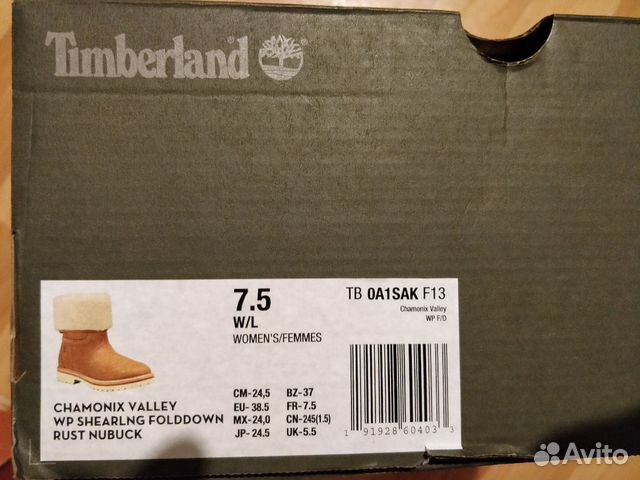 Timberland
7.5
W/L
WOMEN'S/FEMMES
TB 0A1SAK F13
Chamonix Valley
WP F/D
CHAMONIX VALLEY
WP SHEARLNG FOLDDOWN
RUST NUBUCK
CM-24,5 BZ-37
EU-38.5 FR-7.5
MX-24,0 CN-245(1.5)
JP-24.5 UK-5.5
1 91928 60403 3
Avito